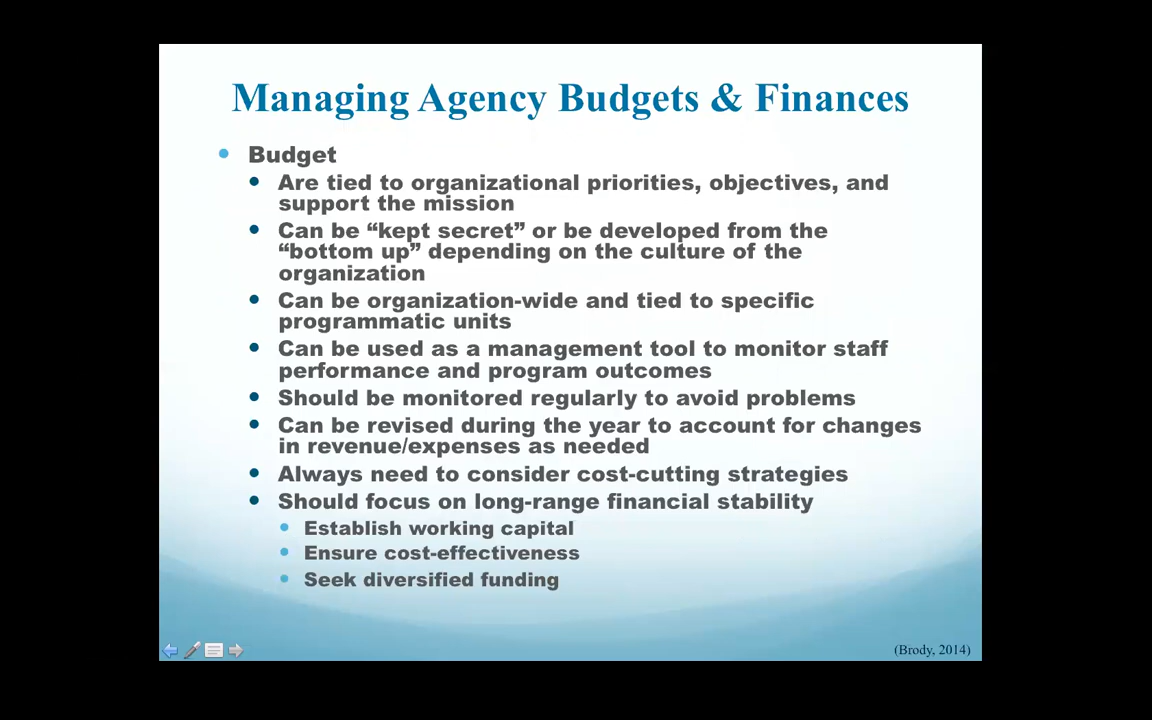 Managing Agency Budgets & Finances
Budget
Are tied to organizational priorities, objectives, and
support the mission
Can be “kept secret” or be developed from the
“bottom up” depending on the culture of the
organization
Can be organization-wide and tied to specific
programmatic units
Can be used as a management tool to monitor staff
performance and program outcomes
Should be monitored regularly to avoid problems
Can be revised during the year to account for changes
in revenue/expenses as needed
Always need to consider cost-cutting strategies
Should focus on long-range financial stability
Establish working capital
Ensure cost-effectiveness
Seek diversified funding
(Brody, 2014)